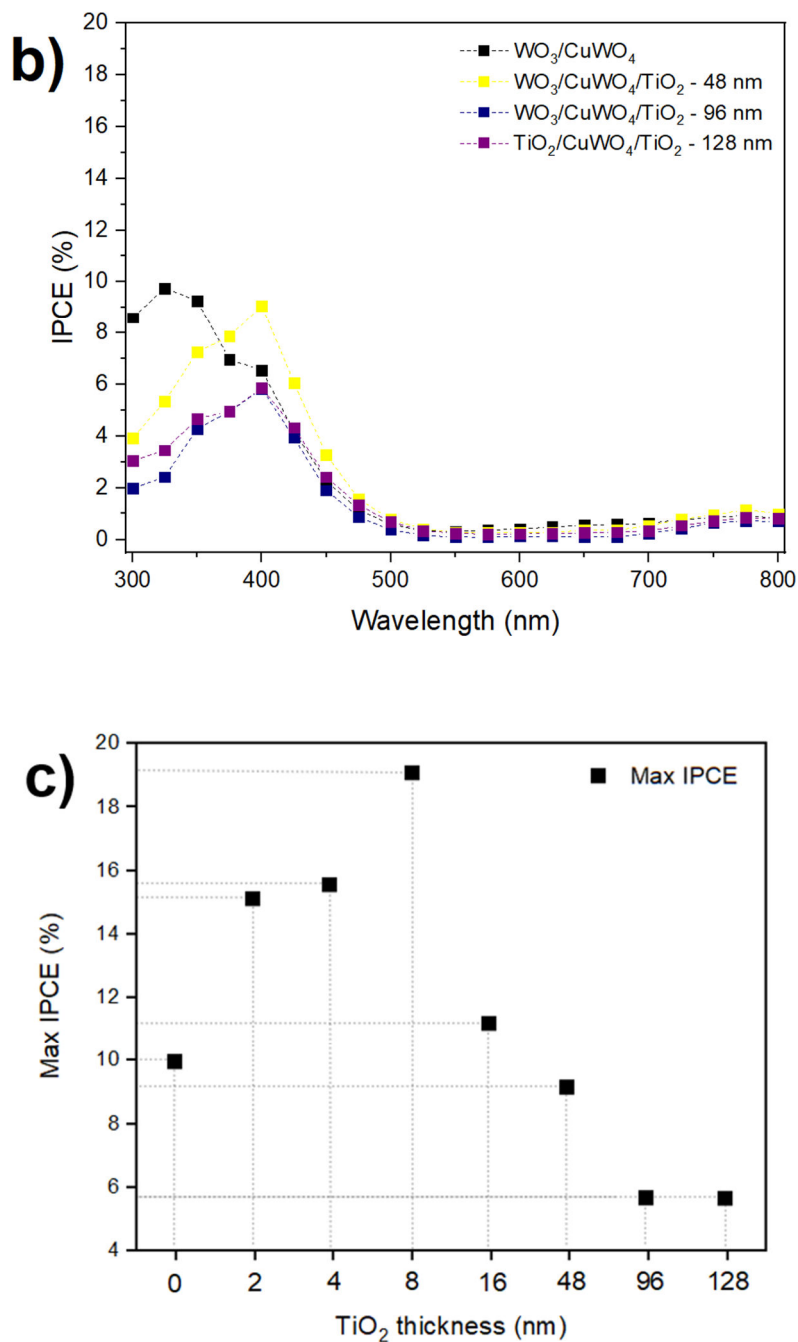 b)
20
18
16
14
12
10
8
6
4
2
0
IPCE (%)
WO₃/CuWO₄
WO₃/CuWO₄/TiO₂ - 48 nm
WO₃/CuWO₄/TiO₂ - 96 nm
TiO₂/CuWO₄/TiO₂ - 128 nm
300 400 500 600 700 800
Wavelength (nm)
c)
20
18
16
14
12
10
8
6
4
Max IPCE (%)
Max IPCE
0 2 4 8 16 48 96 128
TiO₂ thickness (nm)